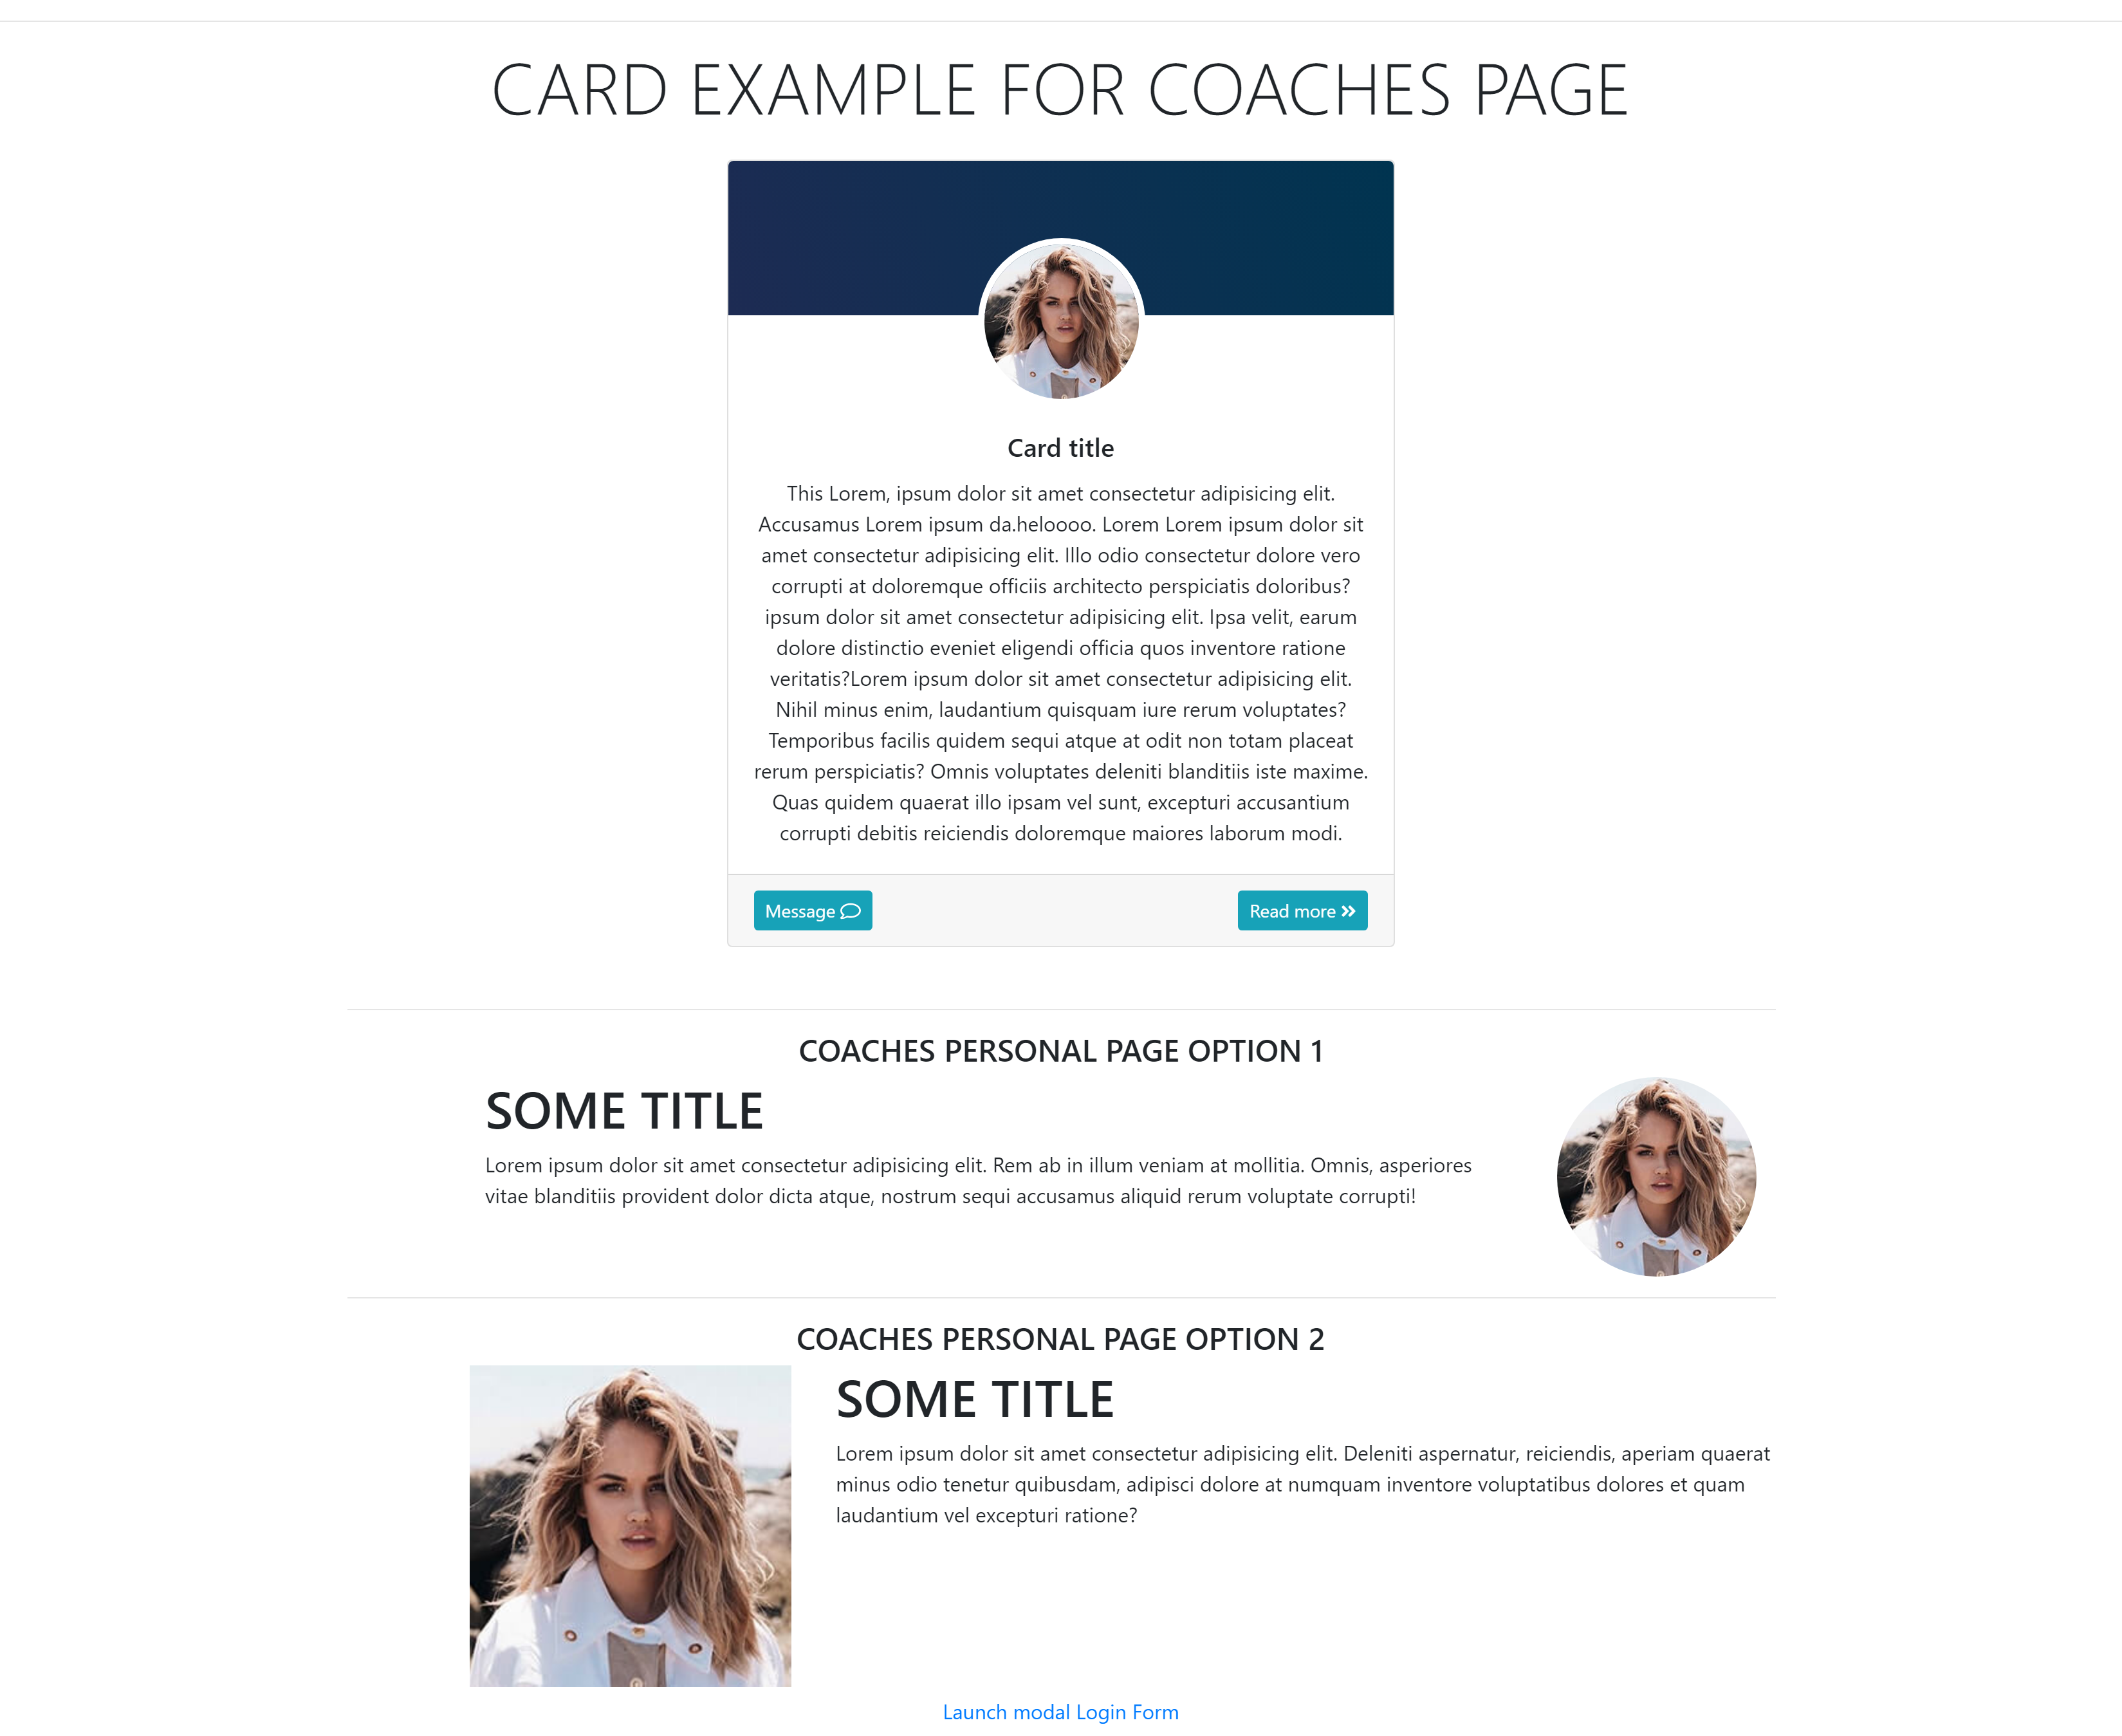 CARD EXAMPLE FOR COACHES PAGE
Card title
This Lorem, ipsum dolor sit amet consectetur adipisicing elit.
Accusamus Lorem ipsum da.heloooo. Lorem Lorem ipsum dolor sit
amet consectetur adipisicing elit. Illo odio consectetur dolore vero
corrupti at doloremque officiis architecto perspiciatis doloribus?
ipsum dolor sit amet consectetur adipisicing elit. Ipsa velit, earum
dolore distinctio eveniet eligendi officia quos inventore ratione
veritatis?Lorem ipsum dolor sit amet consectetur adipisicing elit.
Nihil minus enim, laudantium quisquam iure rerum voluptates?
Temporibus facilis quidem sequi atque at odit non totam placeat
rerum perspiciatis? Omnis voluptates deleniti blanditiis iste maxime.
Quas quidem quaerat illo ipsam vel sunt, excepturi accusantium
corrupti debitis reiciendis doloremque maiores laborum modi.
Message
Read more
COACHES PERSONAL PAGE OPTION 1
SOME TITLE
Lorem ipsum dolor sit amet consectetur adipisicing elit. Rem ab in illum veniam at mollitia. Omnis, asperiores
vitae blanditiis provident dolor dicta atque, nostrum sequi accusamus aliquid rerum voluptate corrupti!
COACHES PERSONAL PAGE OPTION 2
SOME TITLE
Lorem ipsum dolor sit amet consectetur adipisicing elit. Deleniti aspernatur, reiciendis, aperiam quaerat
minus odio tenetur quibusdam, adipisci dolore at numquam inventore voluptatibus dolores et quam
laudantium vel excepturi ratione?
Launch modal Login Form